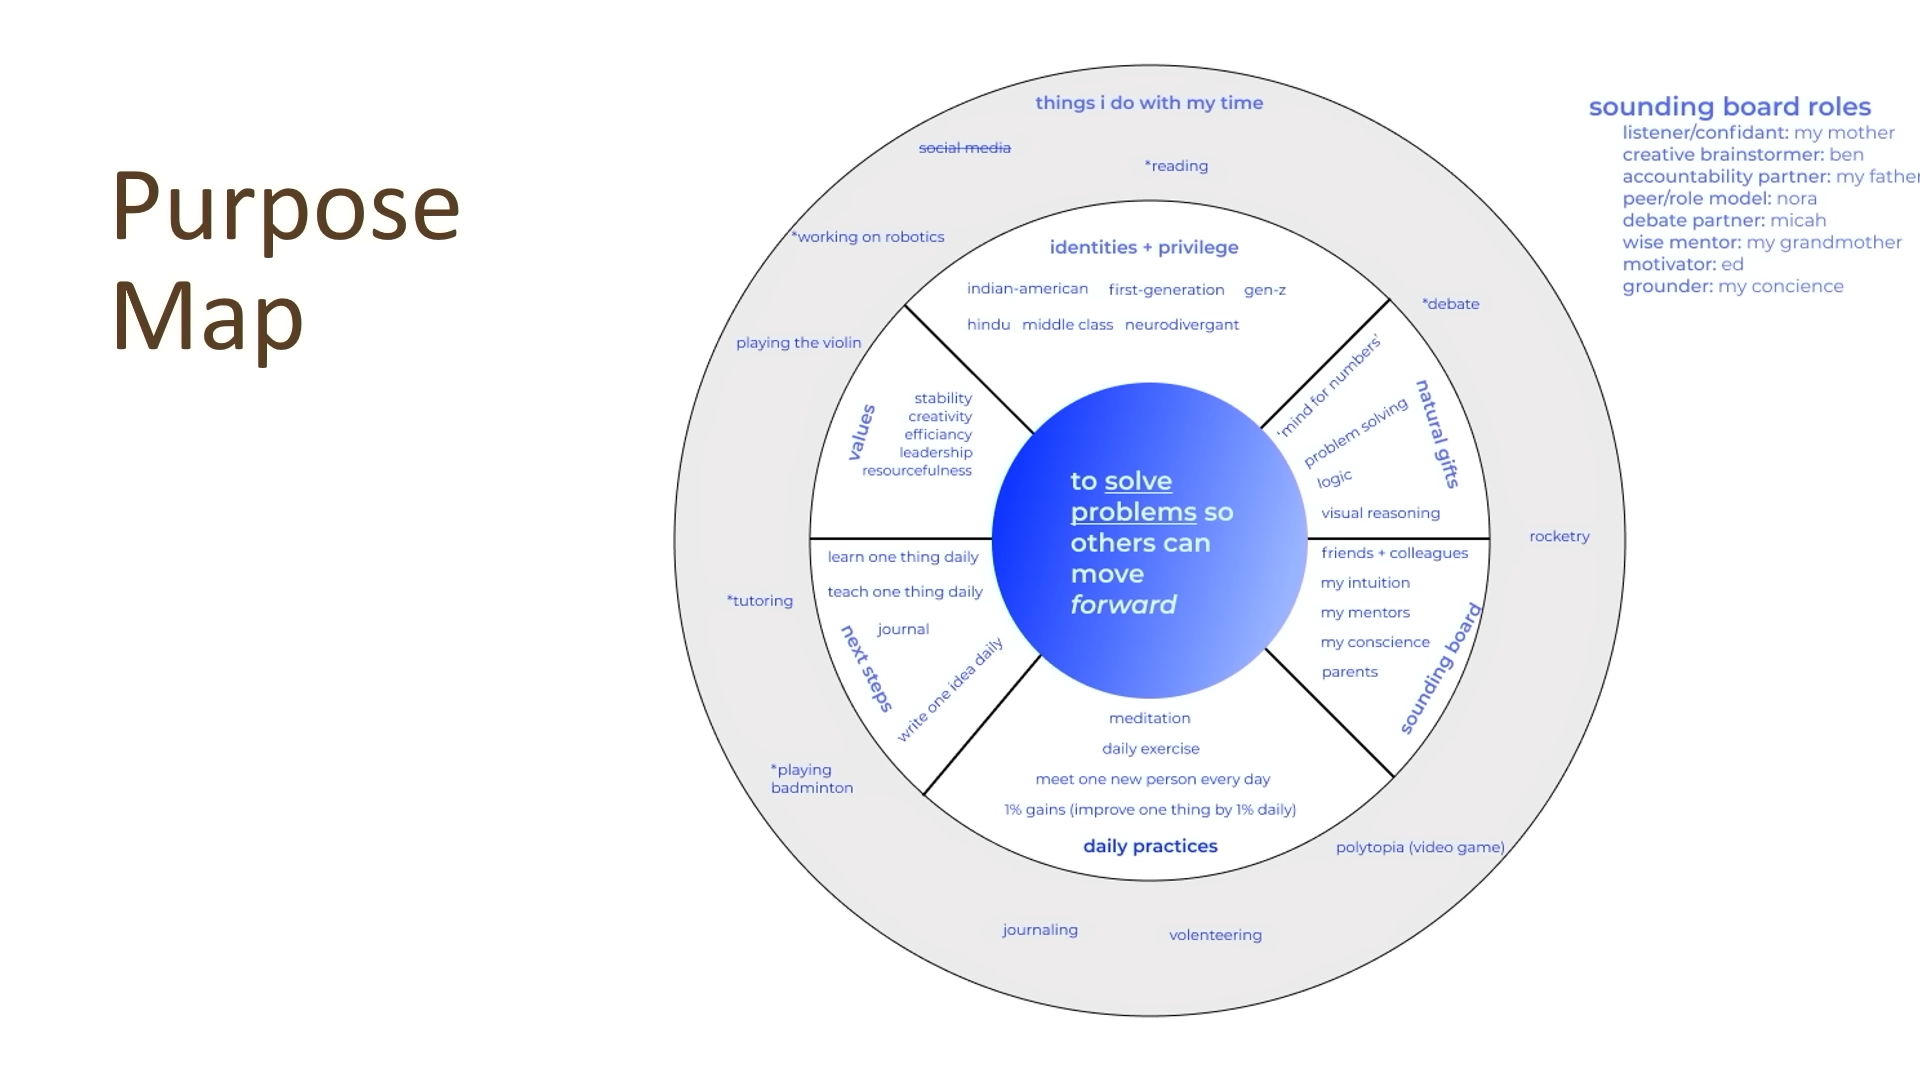 Purpose
Map
things i do with my time
social media
*reading
*working on robotics
playing the violin
*debate
rocketry
*tutoring
*playing
badminton
polytopia (video game)
journaling
volenteering
identities + privilege
indian-american first-generation gen-z
hindu middle class neurodivergant
values
stability
creativity
efficiancy
leadership
resourcefulness
natural gifts
'mind for numbers'
problem solving
logic
visual reasoning
to solve
problems so
others can
move
forward
learn one thing daily
teach one thing daily
journal
write one idea daily
next steps
friends + colleagues
my intuition
my mentors
my conscience
parents
sounding board
meditation
daily exercise
meet one new person every day
1% gains (improve one thing by 1% daily)
daily practices
sounding board roles
listener/confidant: my mother
creative brainstormer: ben
accountability partner: my father
peer/role model: nora
debate partner: micah
wise mentor: my grandmother
motivator: ed
grounder: my concience